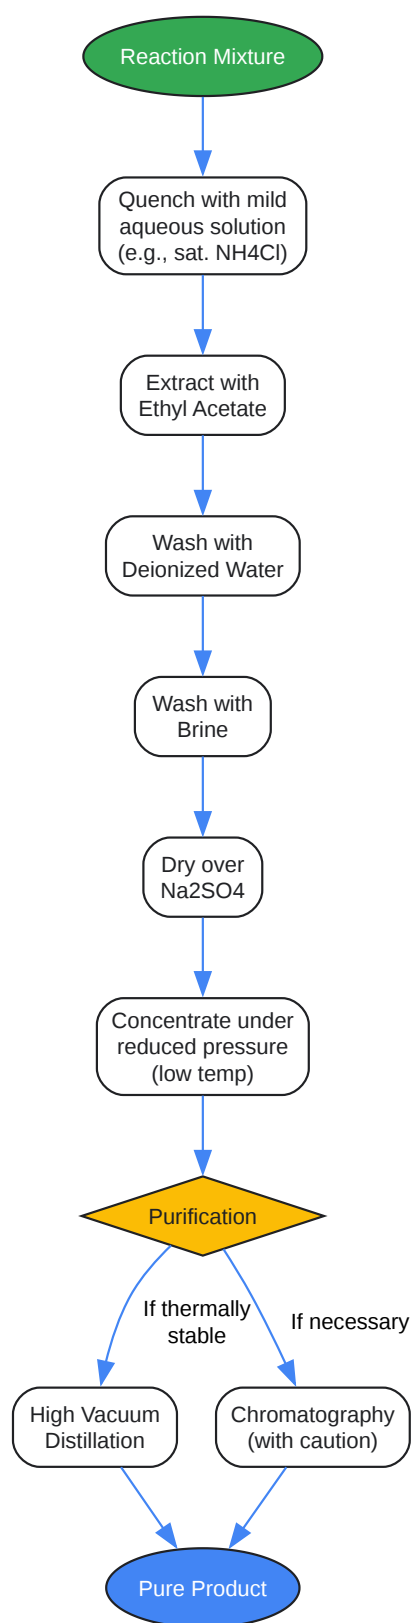 Reaction Mixture
Quench with mild
aqueous solution
(e.g., sat. NH4Cl)
Extract with
Ethyl Acetate
Wash with
Deionized Water
Wash with
Brine
Dry over
Na2SO4
Concentrate under
reduced pressure
(low temp)
Purification
If thermally
stable
If necessary
High Vacuum
Distillation
Chromatography
(with caution)
Pure Product